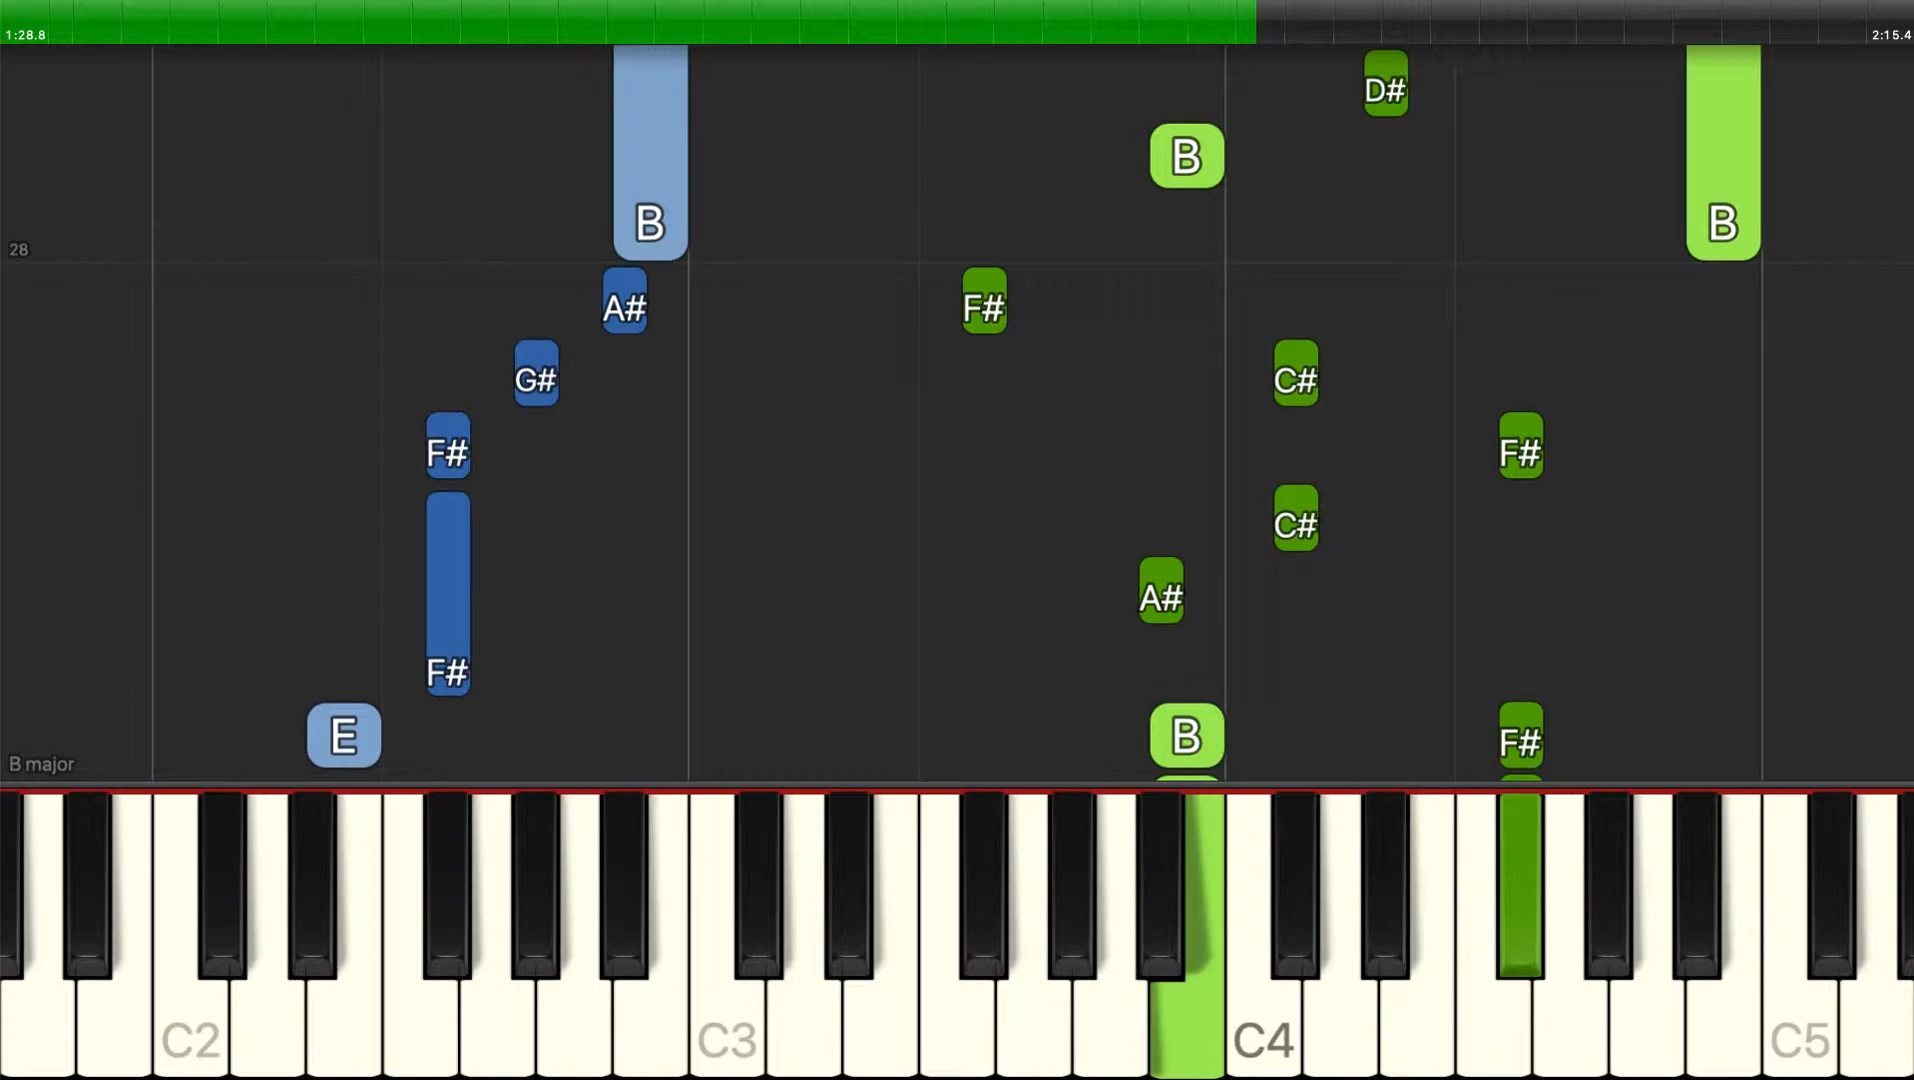 1:28.8 2:15.4
D#
B
B B
28
A# F#
G# C#
F# F#
C#
A#
F#
E B F#
B major
C2 C3 C4 C5